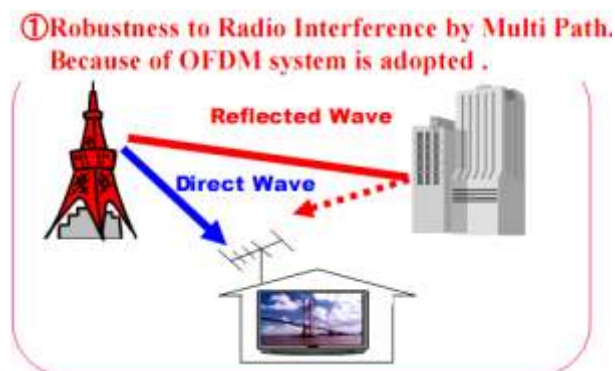 ①Robustness to Radio Interference by Multi Path.
Because of OFDM system is adopted .
Reflected Wave
Direct Wave